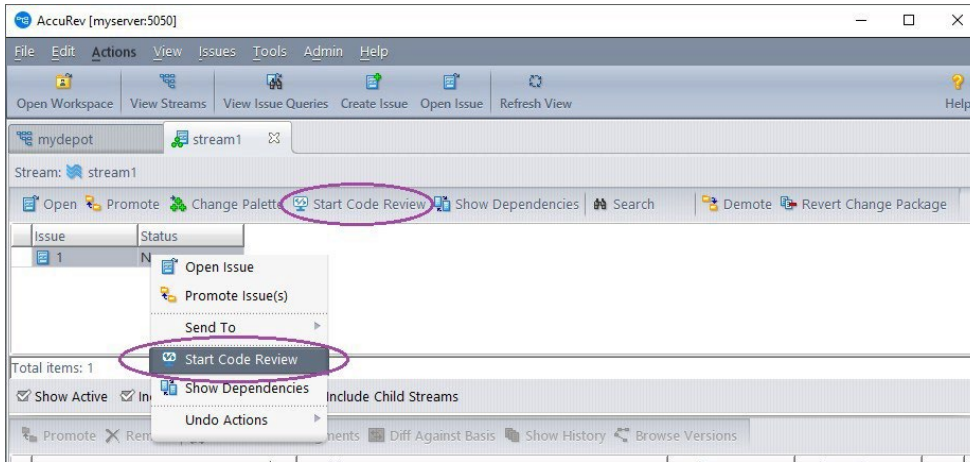 AccuRev [myserver:5050]
File Edit Actions View Issues Tools Admin Help
Open Workspace View Streams View Issue Queries Create Issue Open Issue Refresh View Help
mydepot stream1
Stream: stream1
Open Promote Change Palette Start Code Review Show Dependencies Search Demote Revert Change Package
Issue Status
1 N
Open Issue
Promote Issue(s)
Send To
Start Code Review
Show Dependencies
Undo Actions
Total items: 1
Show Active Include Child Streams
Promote Show History Browse Versions Diff Against Basis